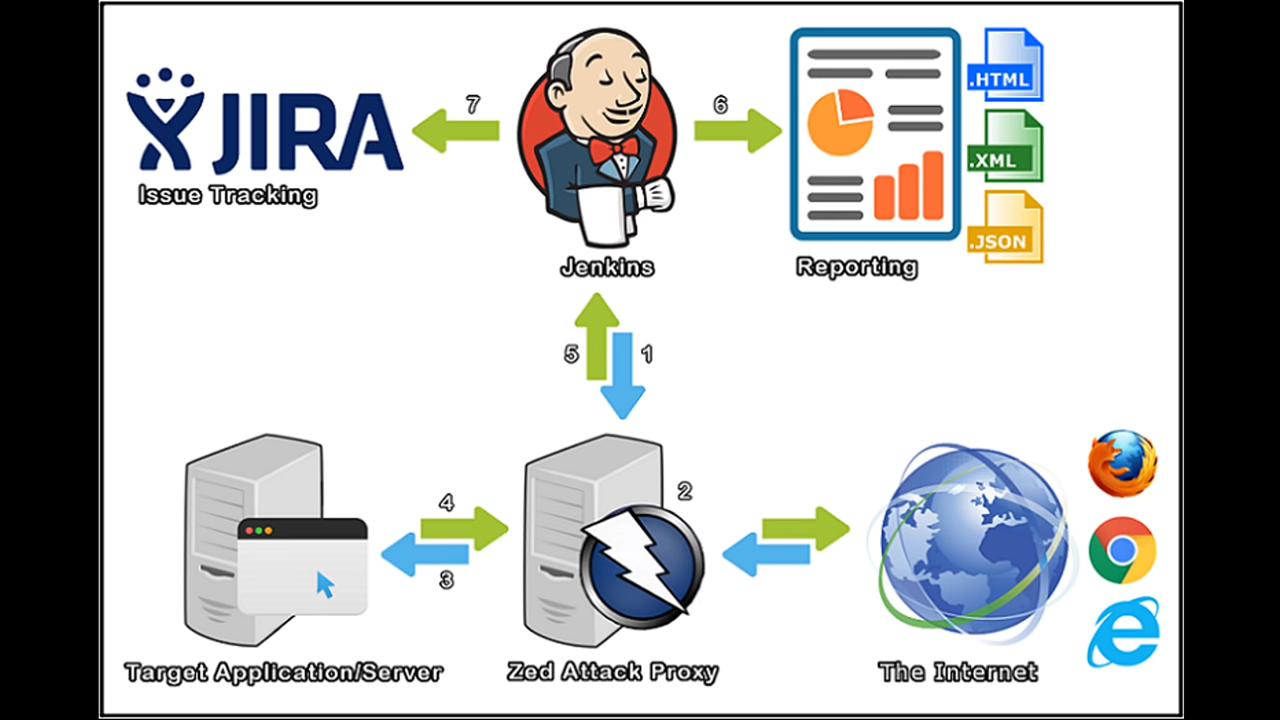 JIRA
Issue Tracking
7
Jenkins
6
Reporting
.HTML
.XML
.JSON
5
1
4
3
2
Target Application/Server
Zed Attack Proxy
The Internet